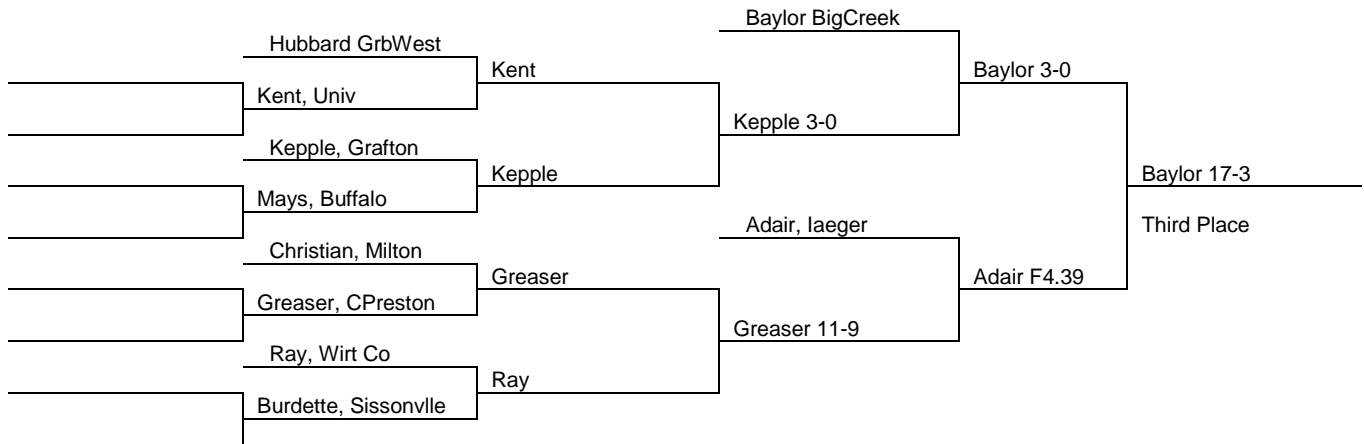 Baylor BigCreek
Hubbard GrbWest
Kent
Baylor 3-0
Kent, Univ
Kepple 3-0
Kepple, Grafton
Kepple
Baylor 17-3
Mays, Buffalo
Adair, Iaeger
Third Place
Christian, Milton
Greaser
Adair F4.39
Greaser, CPreston
Greaser 11-9
Ray, Wirt Co
Ray
Burdette, Sissonvlle